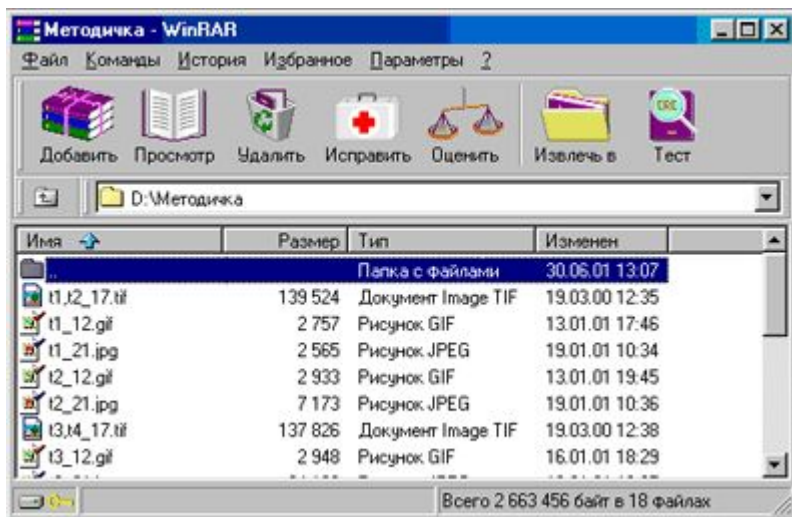 Методичка - WinRAR
Файл Команды История Избранное Параметры ?
Добавить Просмотр Удалить Исправить Оценить Извлечь в Тест
D:\Методичка
Имя Размер Тип Изменен
.. Папка с файлами 30.06.01 13:07
t1,t2_17.tif 139 524 Документ Image TIF 19.03.00 12:35
t1_12.gif 2 757 Рисунок GIF 13.01.01 17:46
t1_21.jpg 2 565 Рисунок JPEG 19.01.01 10:34
t2_12.gif 2 933 Рисунок GIF 13.01.01 19:45
t2_21.jpg 7 173 Рисунок JPEG 19.01.01 10:36
t3,t4_17.tif 137 826 Документ Image TIF 19.03.00 12:38
t3_12.gif 2 948 Рисунок GIF 16.01.01 18:29
Всего 2 663 456 байт в 18 файлах